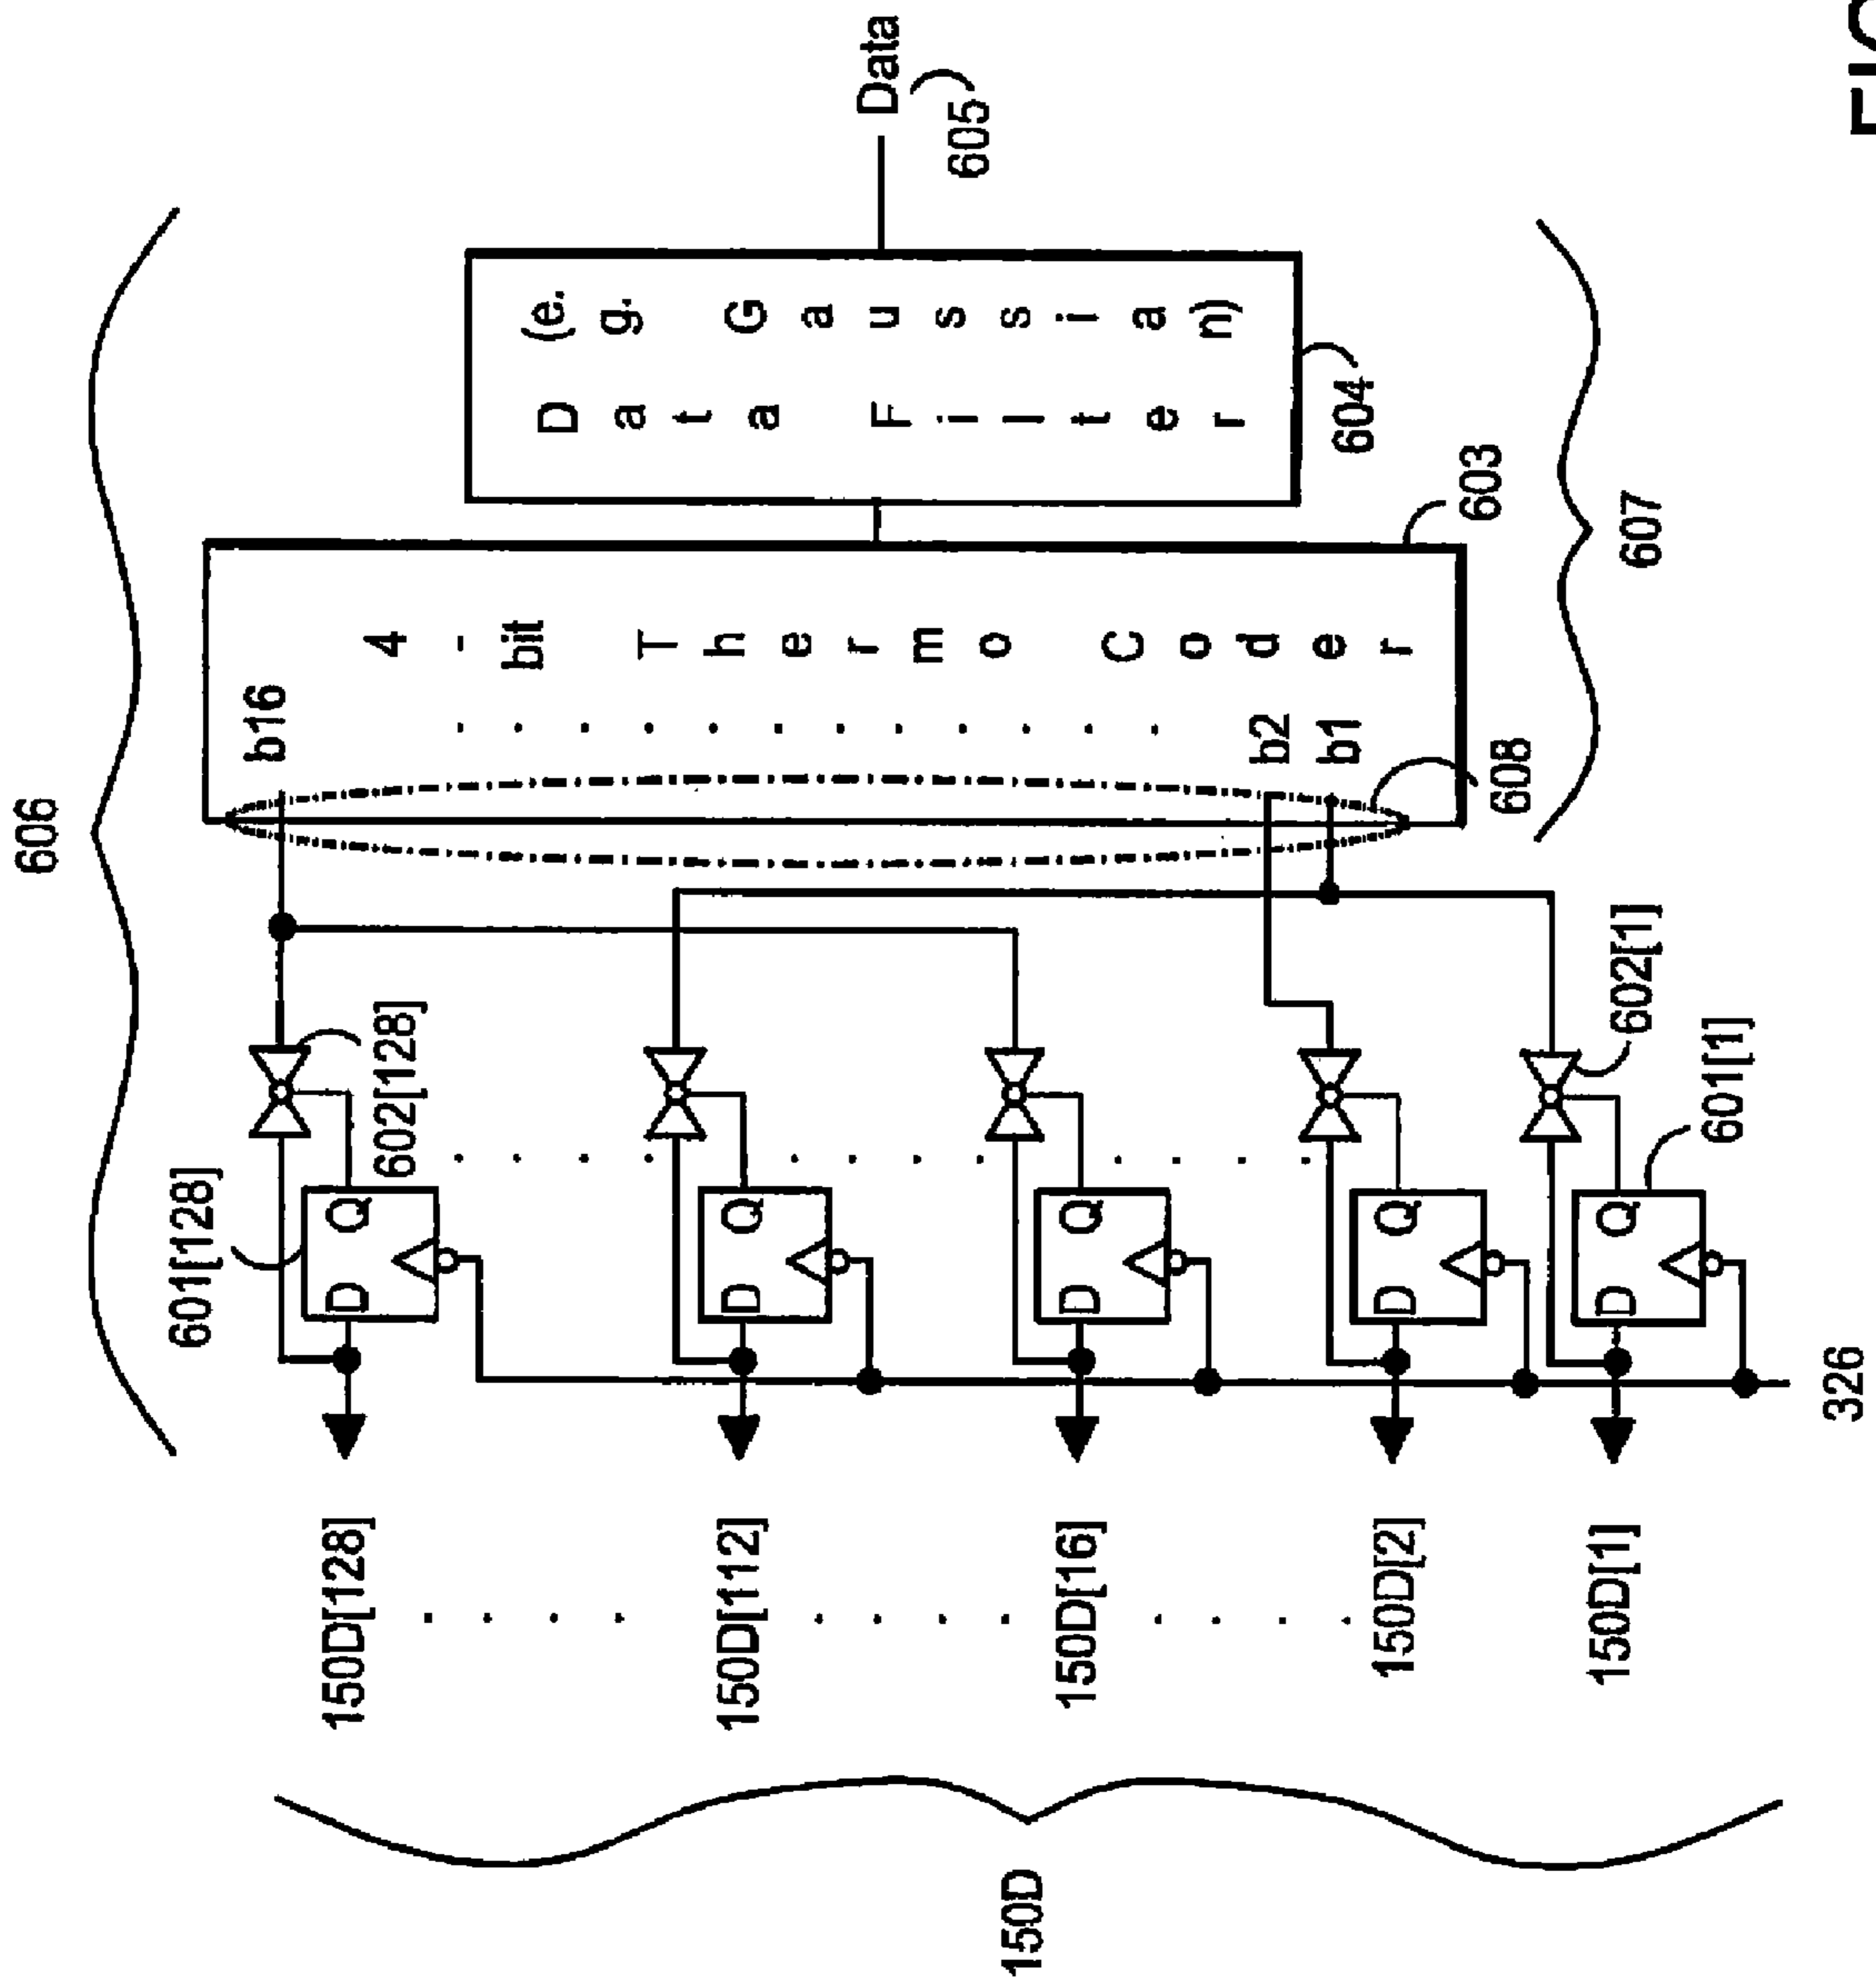 606
601[128]
602[128]
150D[128]
D Q
b16
4-bit Thermo Coder
Data Filter
(e.g. Gaussian)
Data
605
150D[112]
D Q
150D
150D[16]
D Q
150D[2]
D Q
b2
b1
604
603
608
607
150D[1]
D Q
602[1]
601[1]
326